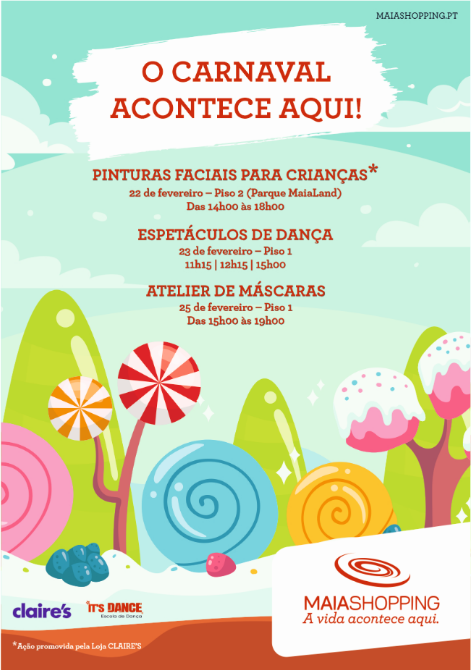 MAIASHOPPING.PT
O CARNAVAL
ACONTECE AQUI!
PINTURAS FACIAIS PARA CRIANÇAS*
22 de fevereiro – Piso 2 (Parque MaiaLand)
Das 14h00 às 18h00
ESPETÁCULOS DE DANÇA
23 de fevereiro – Piso 1
11h15 | 12h15 | 15h00
ATELIER DE MÁSCARAS
25 de fevereiro – Piso 1
Das 15h00 às 19h00
claire's
IT'S DANCE
Escola de Dança
*Ação promovida pela Loja CLAIRE'S
MAIASHOPPING
A vida acontece aqui.